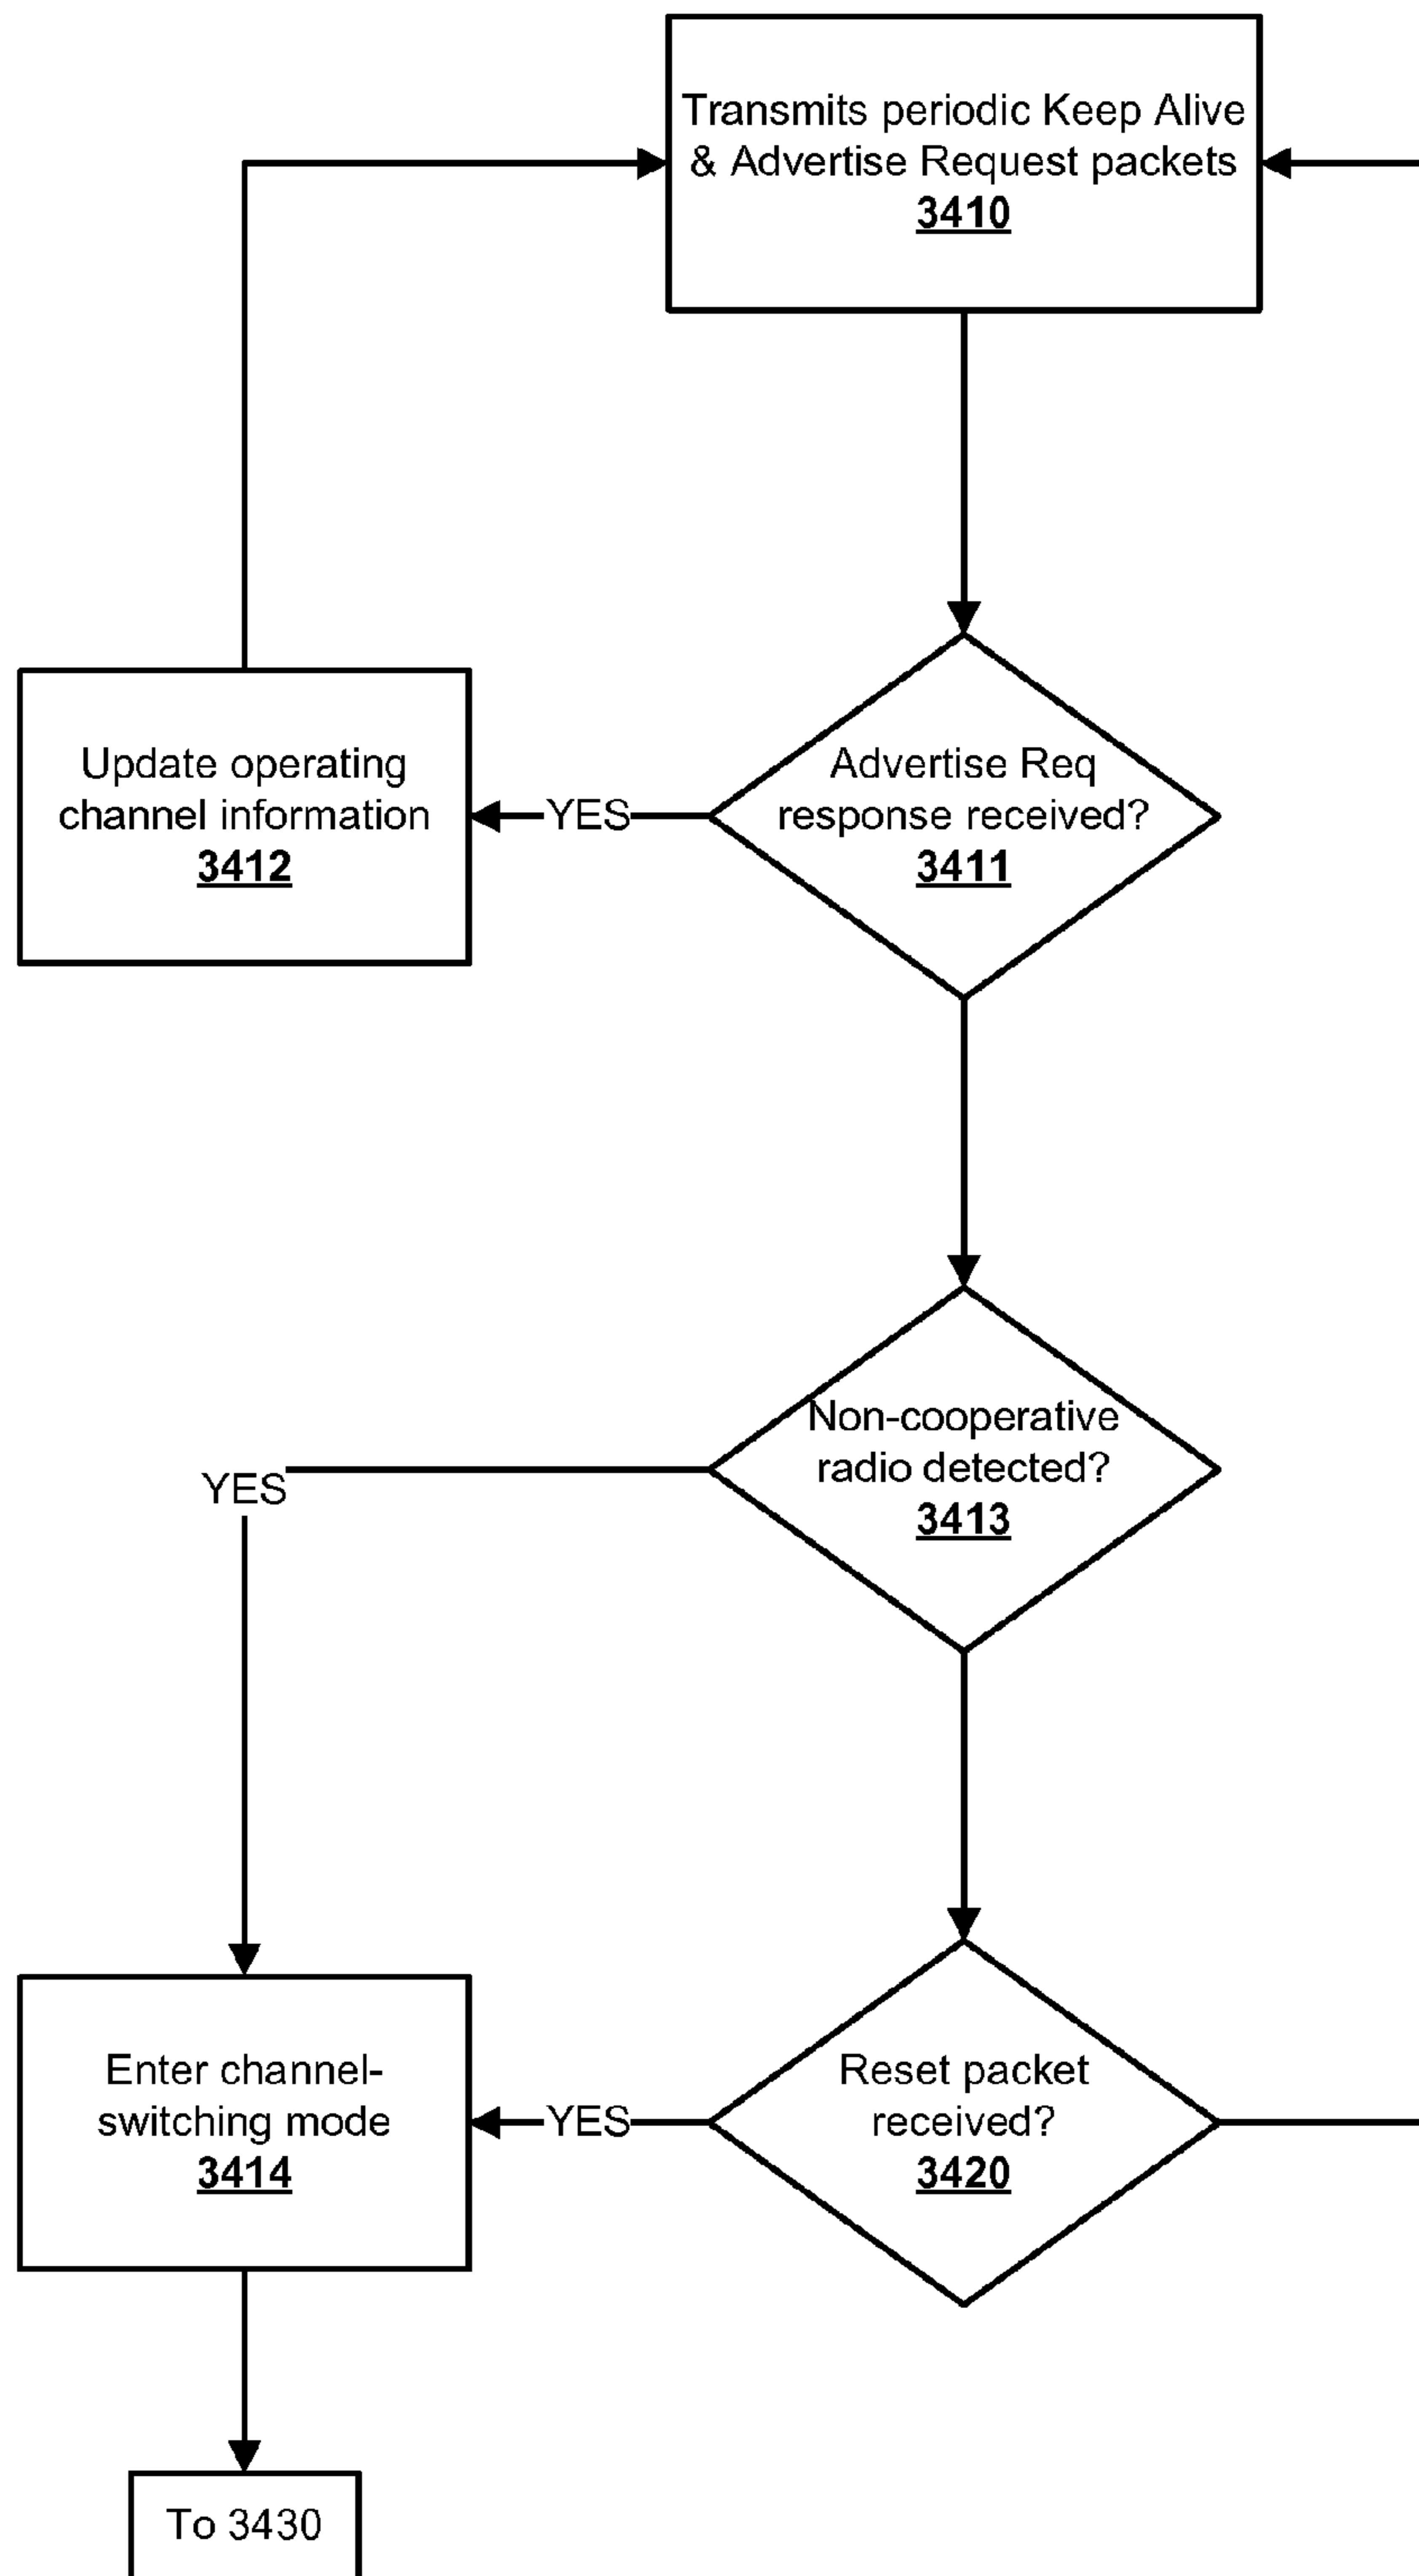 Transmits periodic Keep Alive
& Advertise Request packets
3410
Update operating
channel information
3412
YES
Advertise Req
response received?
3411
Non-cooperative
radio detected?
3413
YES
Enter channel-
switching mode
3414
YES
Reset packet
received?
3420
To 3430